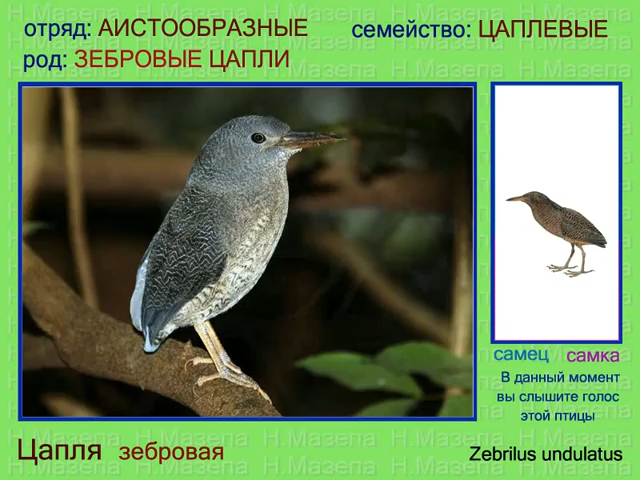 отряд: АИСТООБРАЗНЫЕ семейство: ЦАПЛЕВЫЕ
род: ЗЕБРОВЫЕ ЦАПЛИ
самец самка
В данный момент
вы слышите голос
этой птицы
Цапля зебровая Zebrilus undulatus
Н.Мазепа